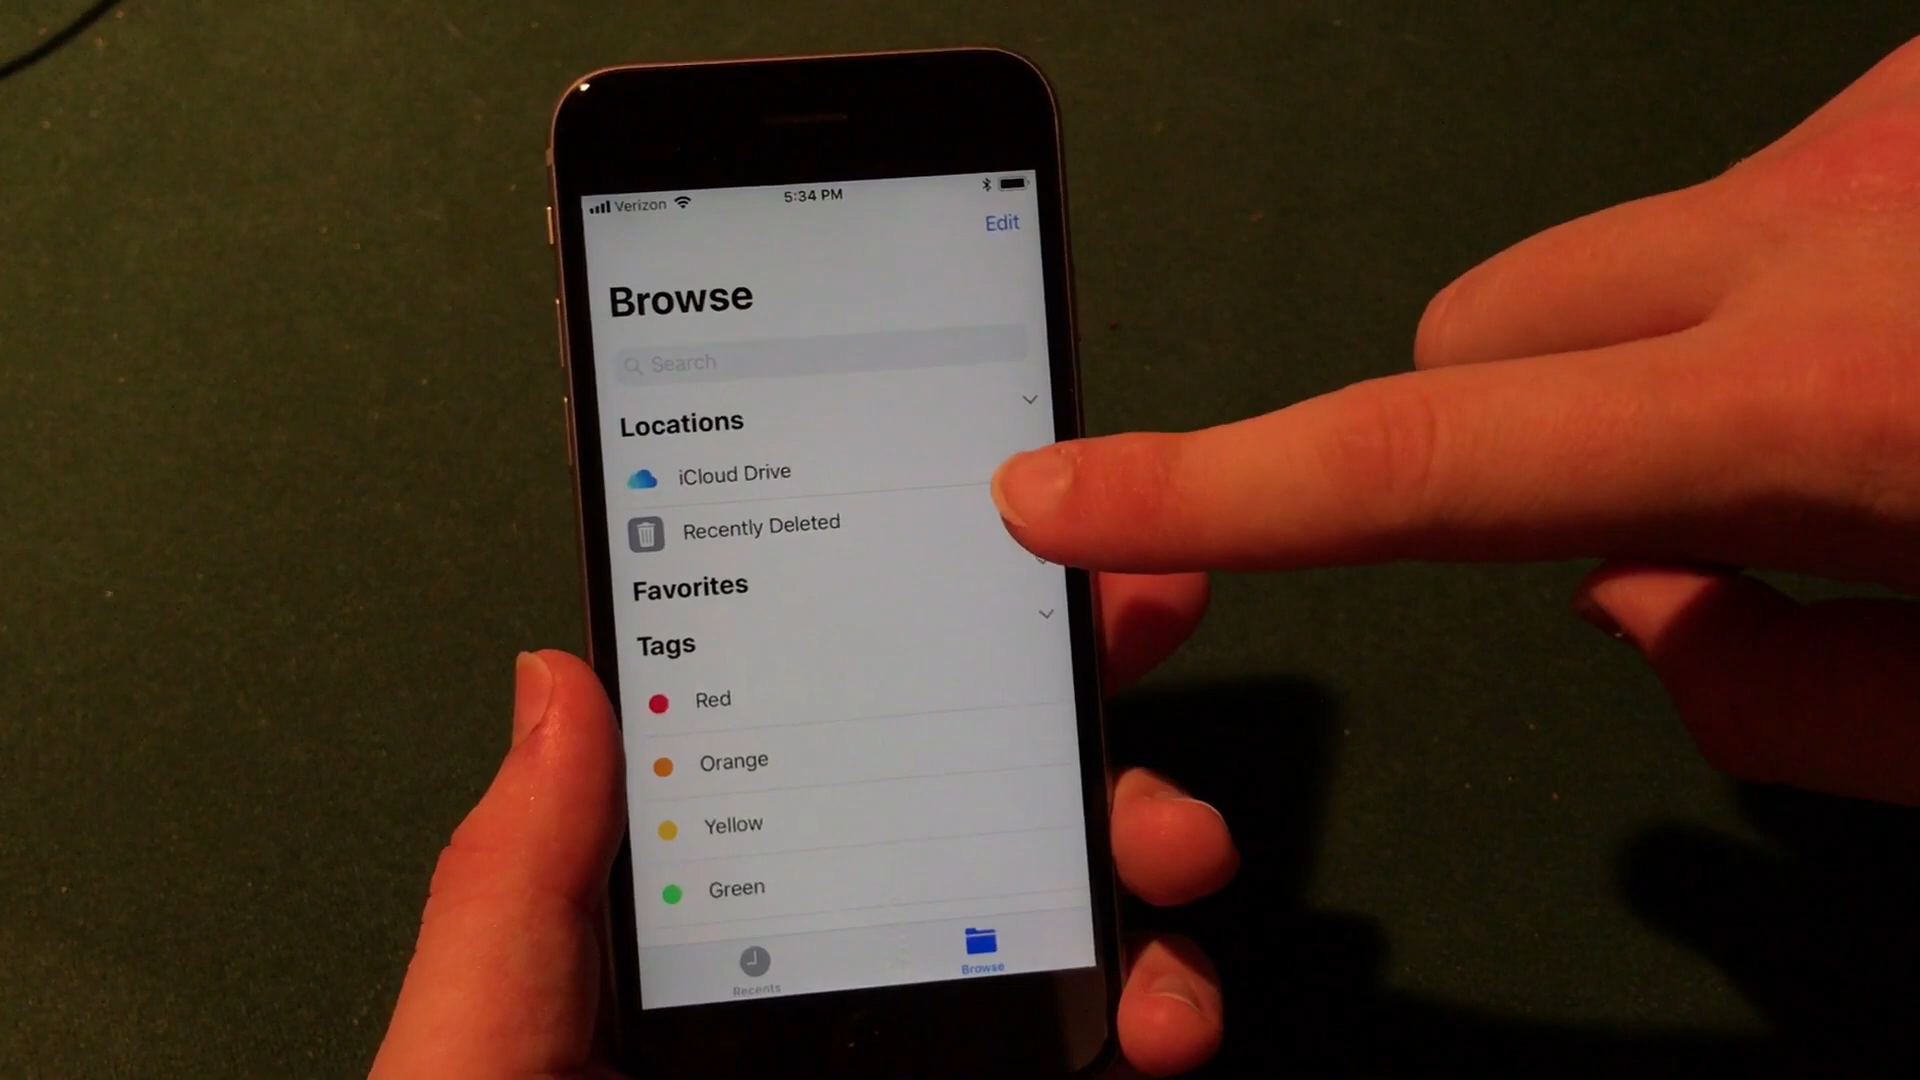 Verizon 5:34 PM
Edit
Browse
Search
Locations
iCloud Drive
Recently Deleted
Favorites
Tags
Red
Orange
Yellow
Green
Recents
Browse